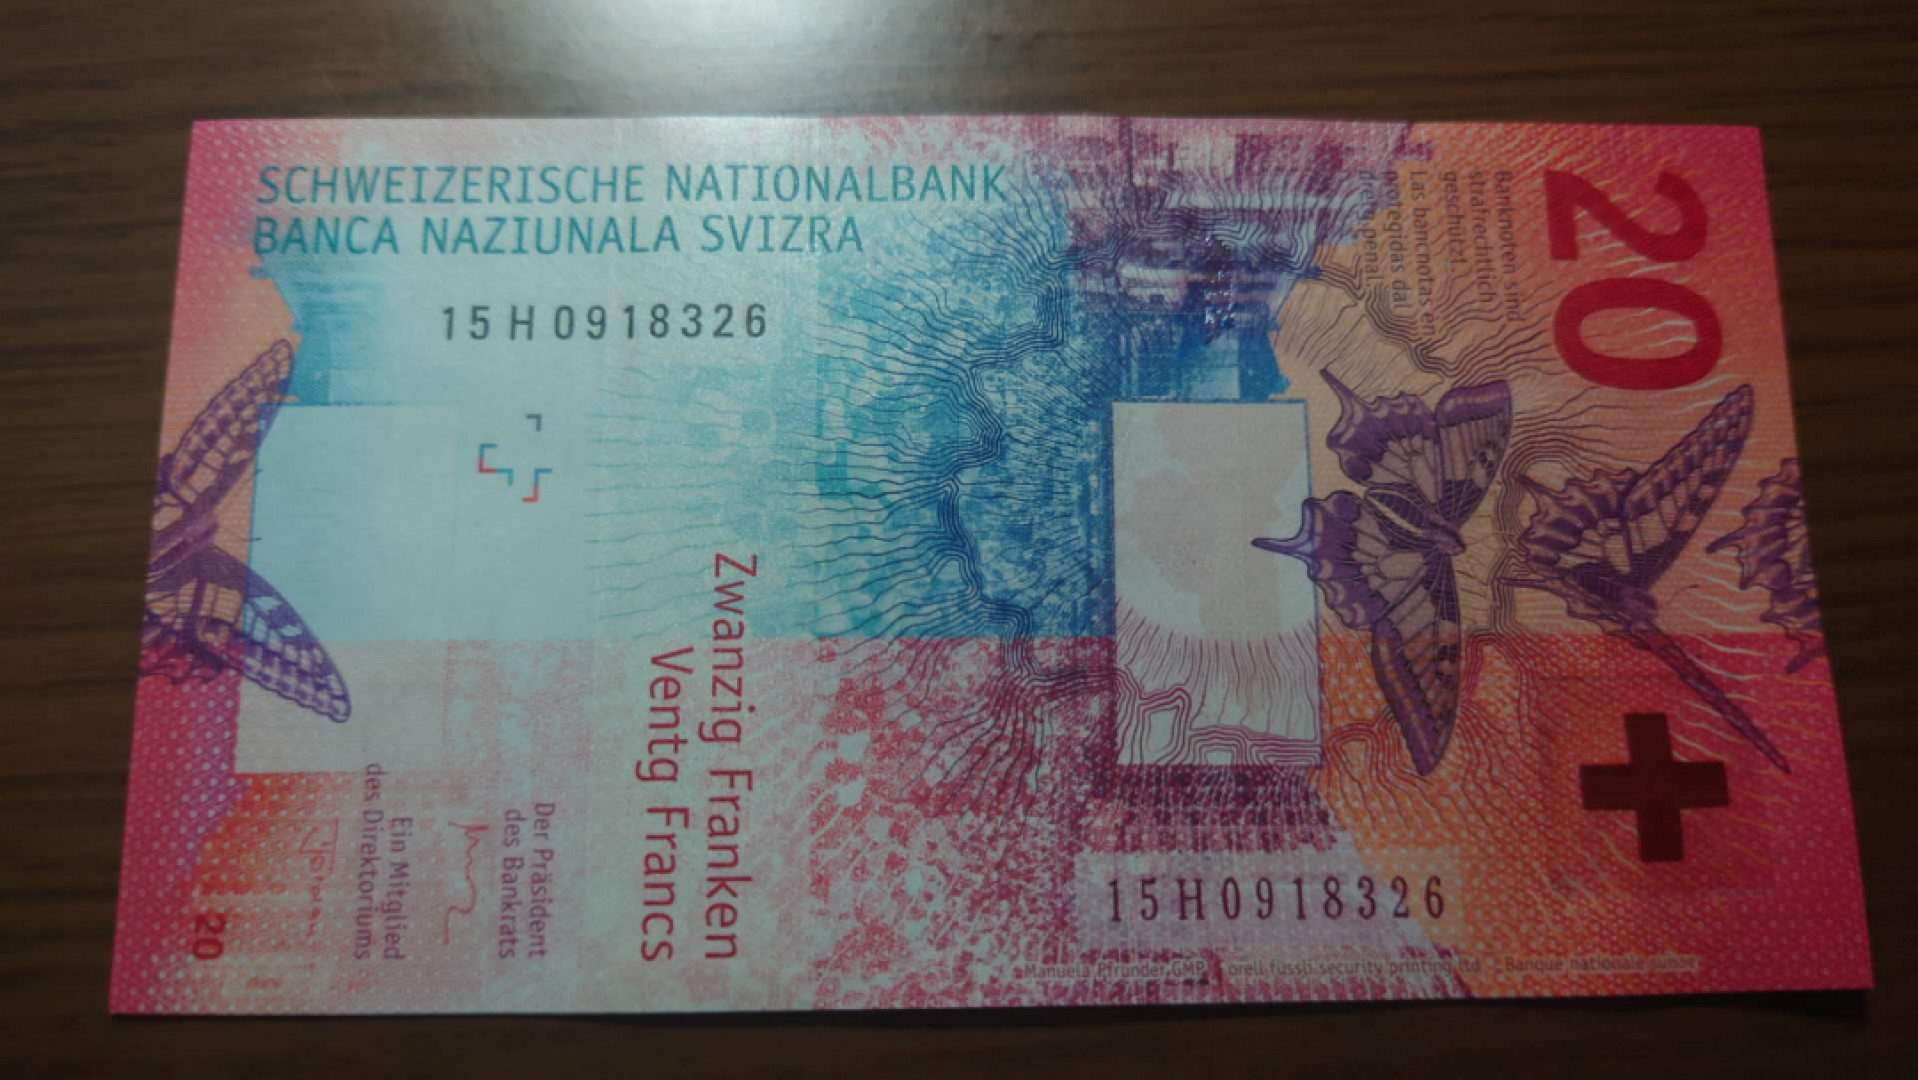 SCHWEIZERISCHE NATIONALBANK
BANCA NAZIUNALA SVIZRA
15H0918326
Banknoten sind
strafrechtlich
geschützt.
Las bancnotas èn
protegidas dal
dretg penal.
20
Zwanzig Franken
Ventg Francs
Der Präsident
des Bankrats
Ein Mitglied
des Direktoriums
20
15H0918326
Manuela Pfrunder, GMP, orell füssli security printing ltd Banque nationale suisse